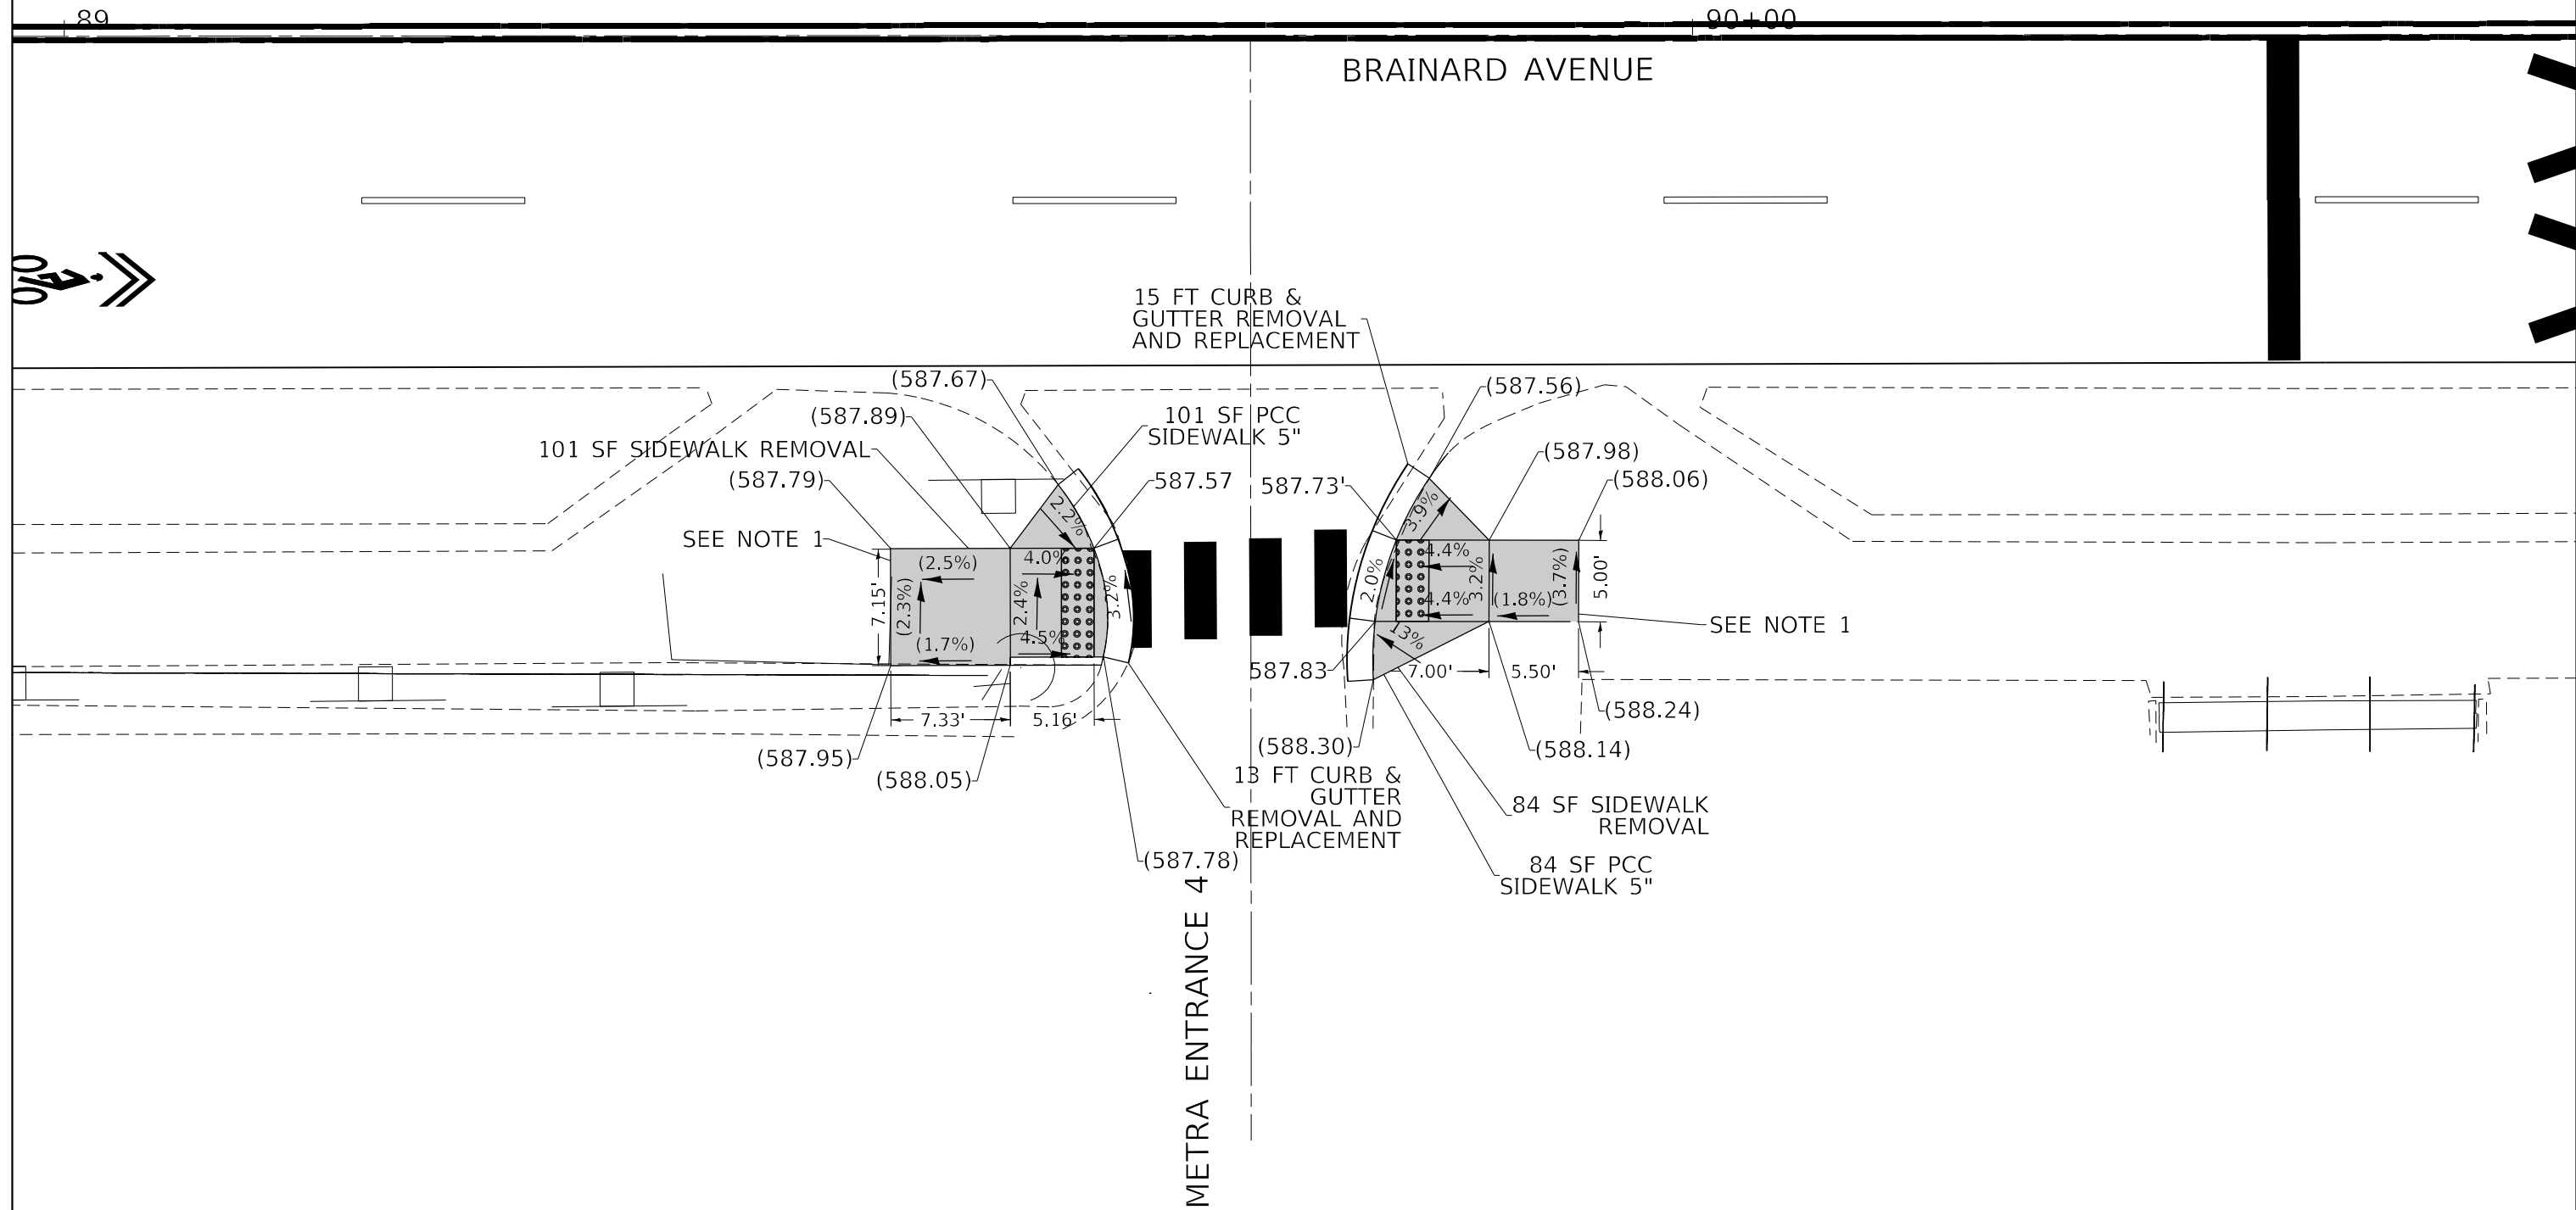 89
90+00
BRAINARD AVENUE
15 FT CURB &
GUTTER REMOVAL
AND REPLACEMENT
(587.67)
(587.56)
(587.89)
101 SF PCC
SIDEWALK 5"
101 SF SIDEWALK REMOVAL
(587.98)
(587.79)
587.57
587.73'
(588.06)
2.2%
3.9%
SEE NOTE 1
(2.5%)
4.0%
4.4%
7.15'
(2.3%)
2.4%
3.2%
2.0%
3.2%
(3.7%)
5.00'
4.4%
(1.8%)
SEE NOTE 1
(1.7%)
4.5%
13%
587.83
7.00'
5.50'
7.33'
5.16'
(588.24)
(587.95)
(588.30)
(588.14)
(588.05)
13 FT CURB &
GUTTER
REMOVAL AND
REPLACEMENT
84 SF SIDEWALK
REMOVAL
(587.78)
84 SF PCC
SIDEWALK 5"
METRA ENTRANCE 4